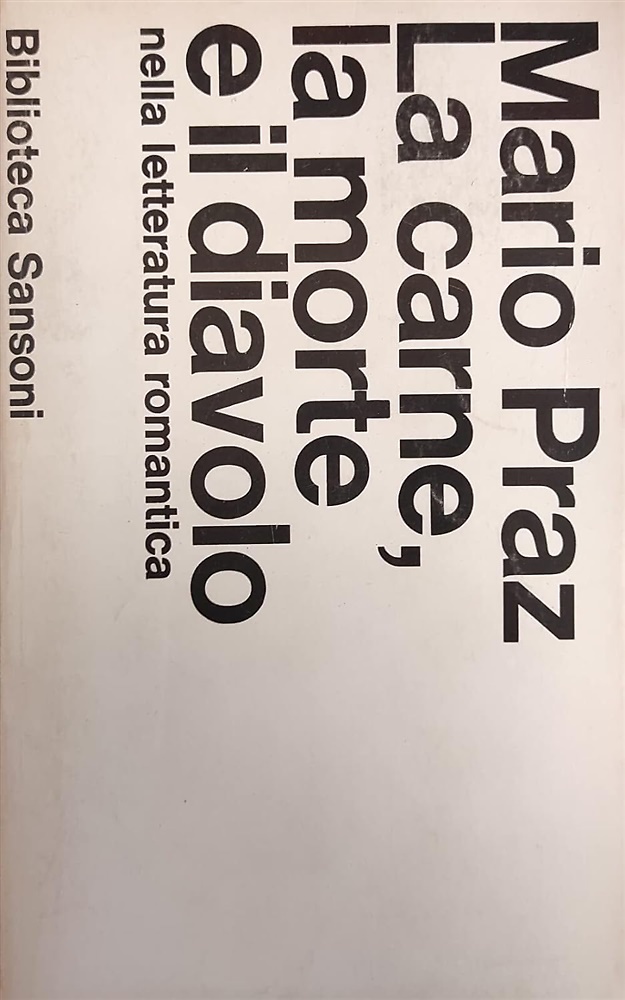 Mario Praz
La carne,
la morte
e il diavolo
nella letteratura romantica
Biblioteca Sansoni